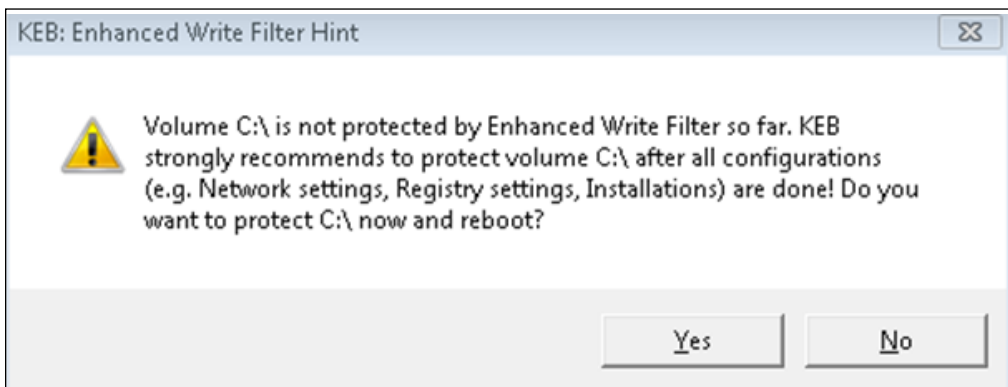 KEB: Enhanced Write Filter Hint
Volume C:\ is not protected by Enhanced Write Filter so far. KEB
strongly recommends to protect volume C:\ after all configurations
(e.g. Network settings, Registry settings, Installations) are done! Do you
want to protect C:\ now and reboot?
Yes
No